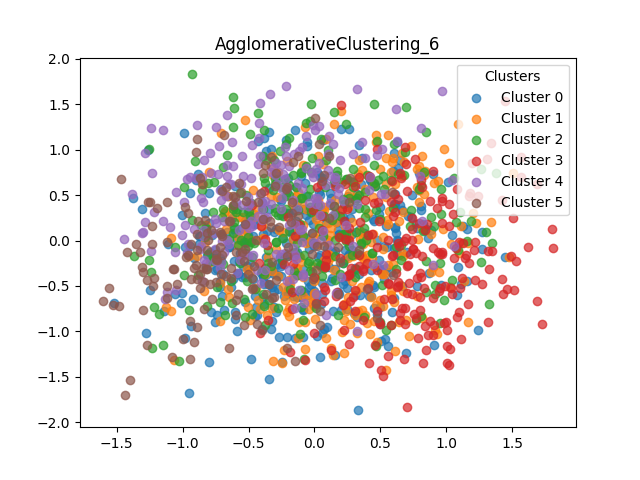 AgglomerativeClustering_6
Clusters
Cluster 0
Cluster 1
Cluster 2
Cluster 3
Cluster 4
Cluster 5
2.0
1.5
1.0
0.5
0.0
−0.5
−1.0
−1.5
−2.0
−1.5 −1.0 −0.5 0.0 0.5 1.0 1.5